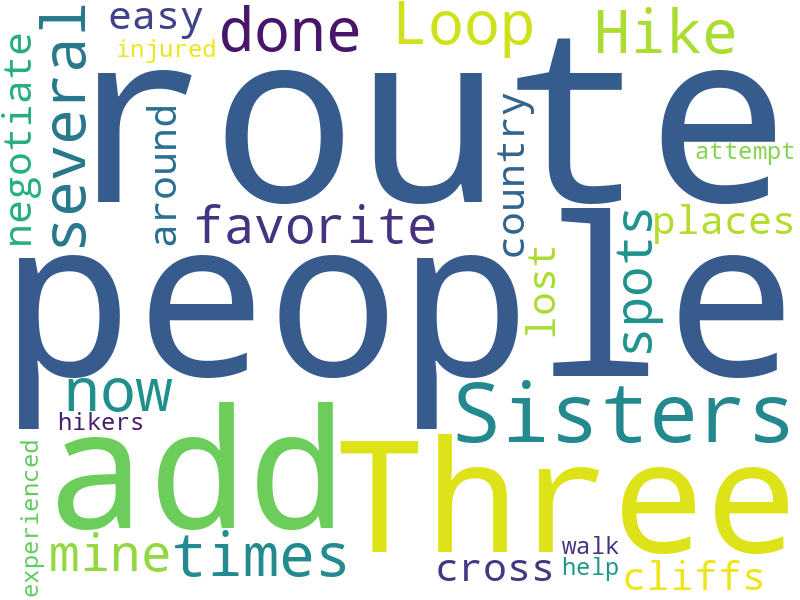 easy
done
Loop
Hike
injured
route
negotiate
several
around
country
attempt
favorite
places
people
lost
spots
now
Sisters
hikers
add
Three
experienced
mine
times
cross
walk
help
cliffs